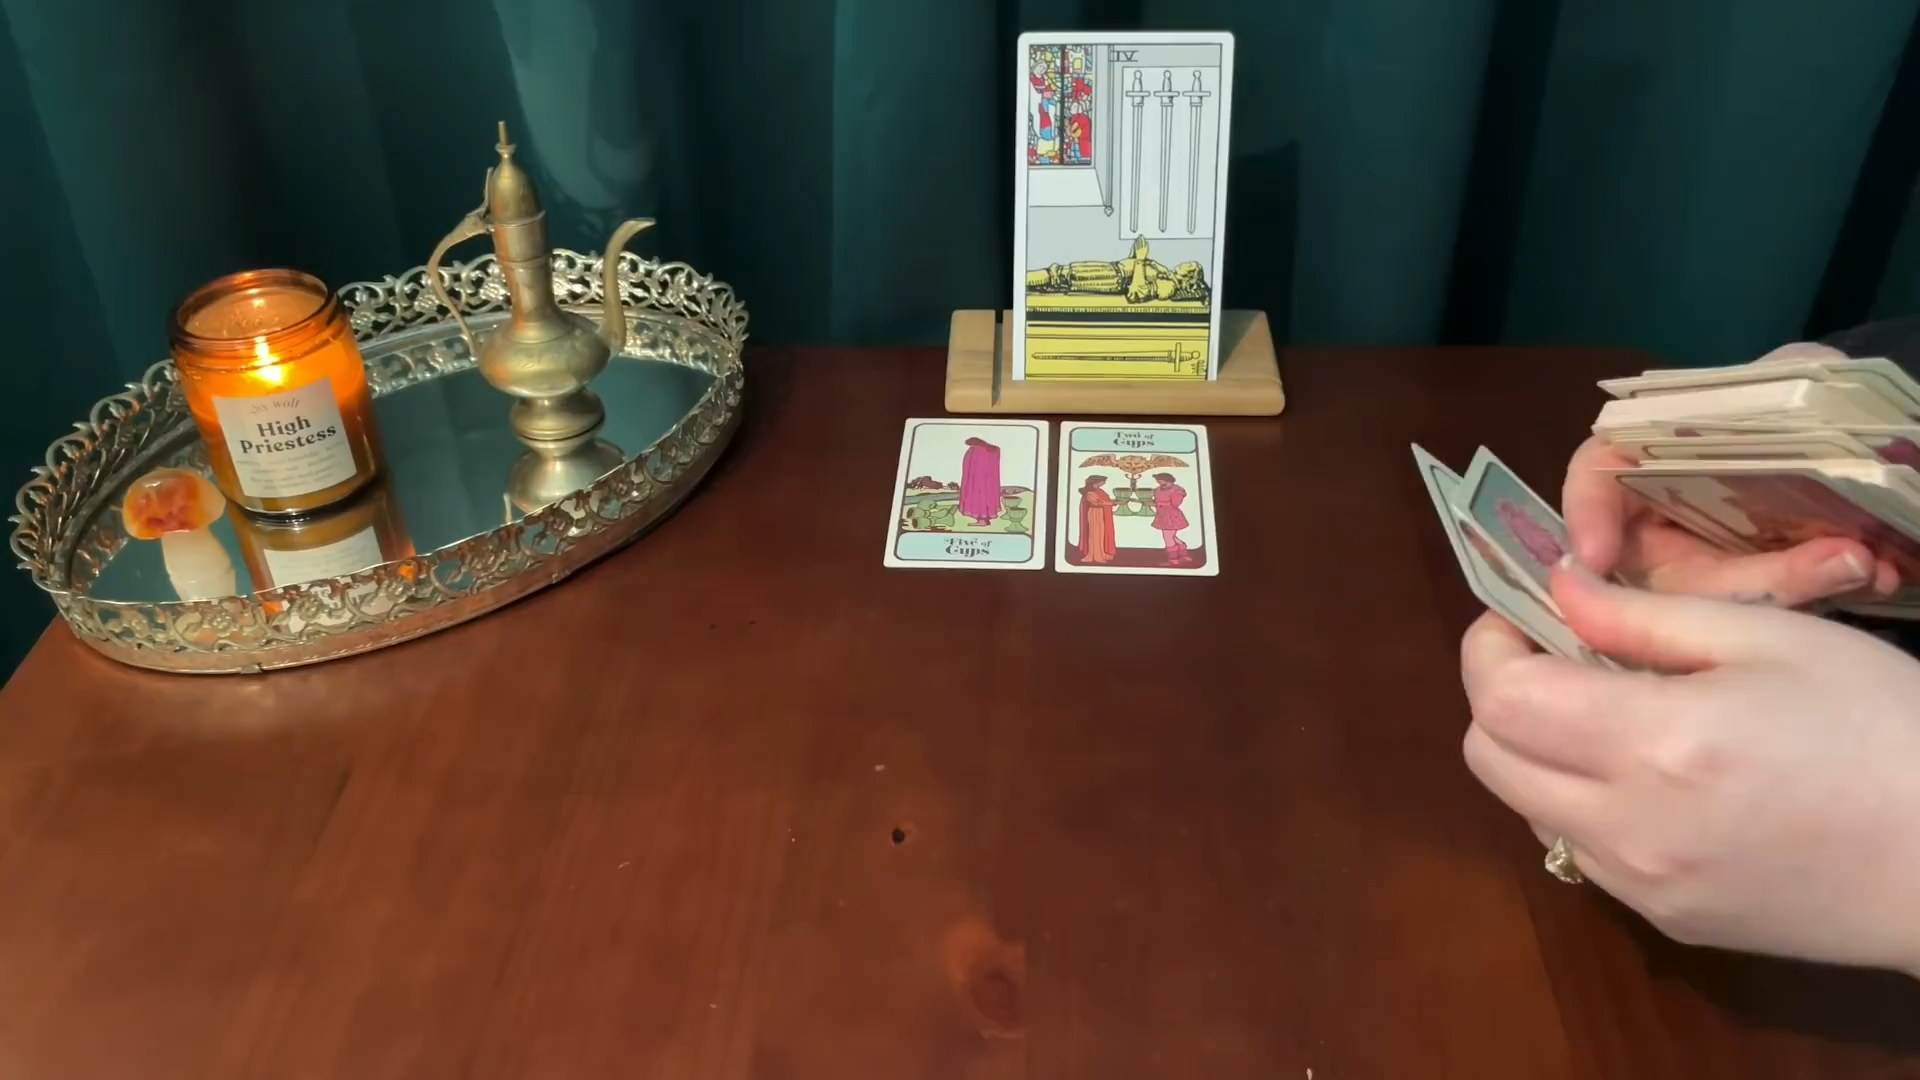 IV
High
Priestess
Five of
Cups
Two of
Cups